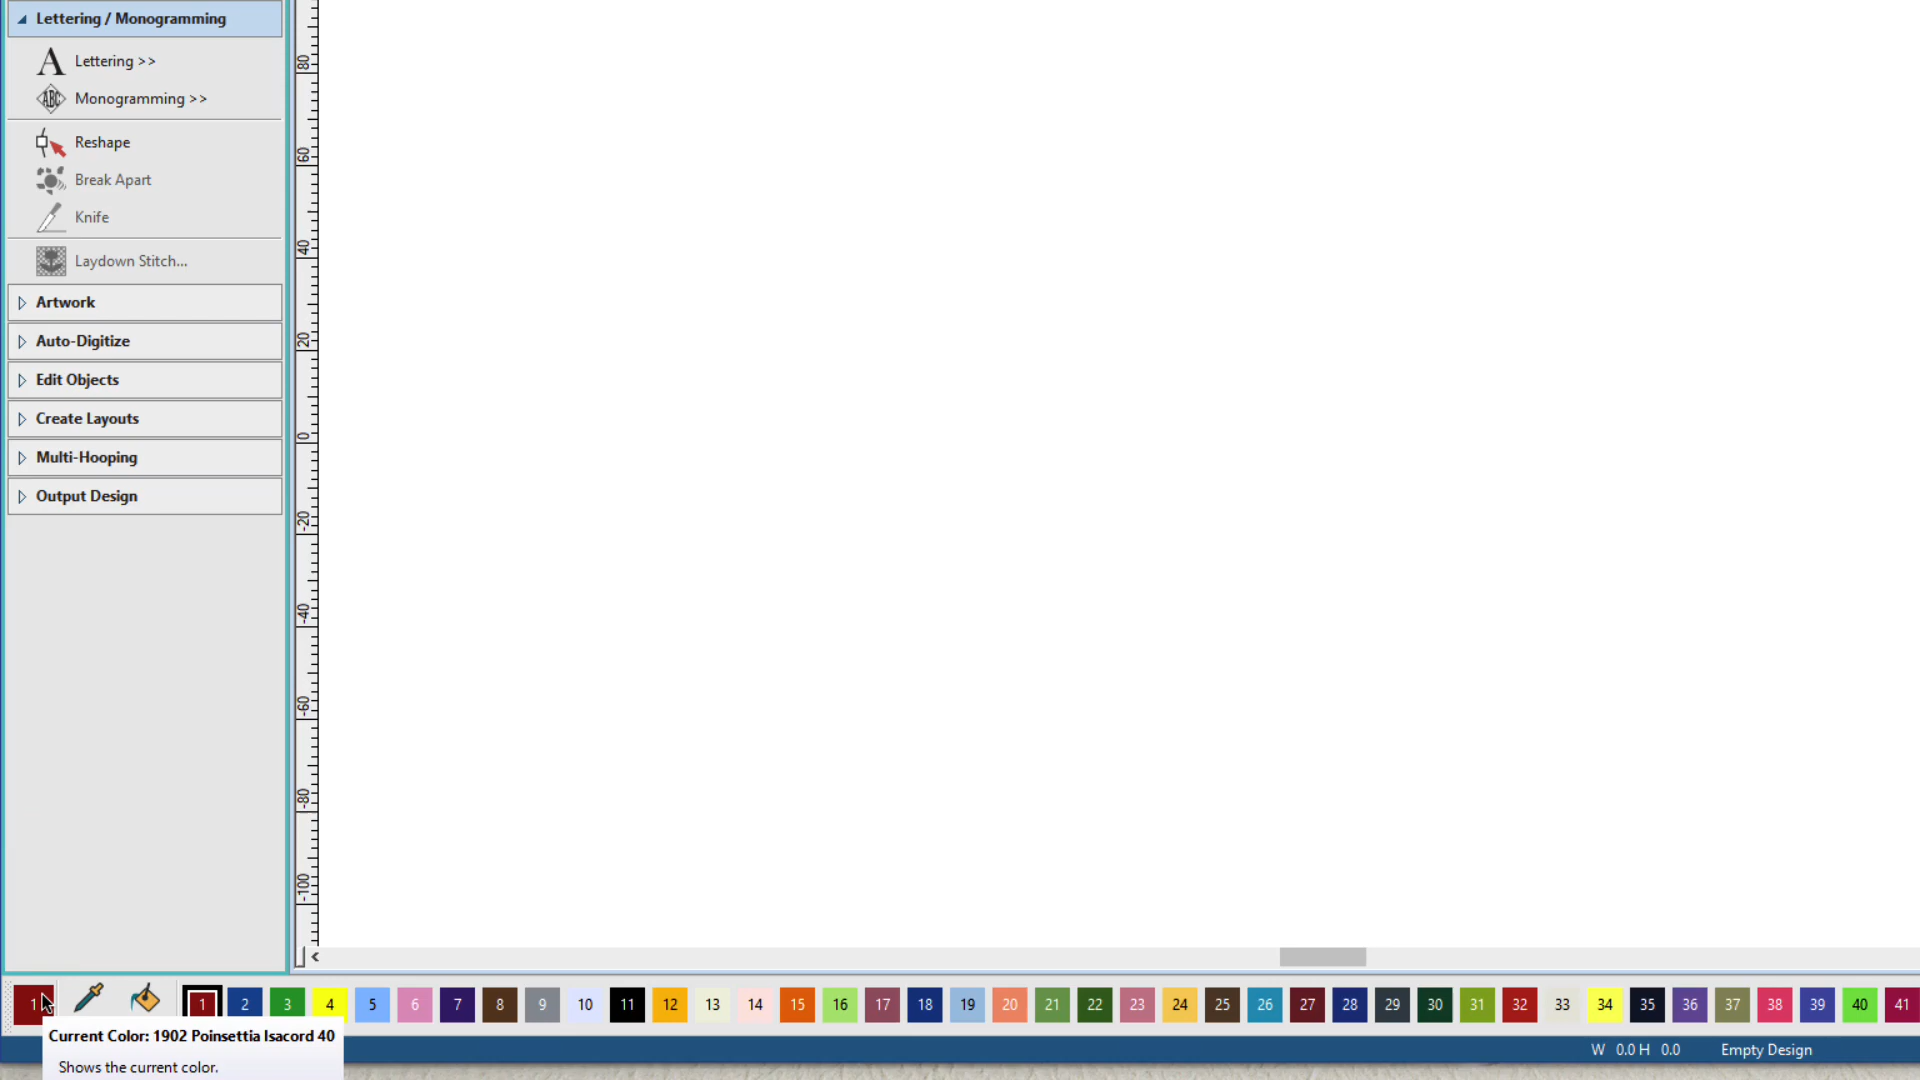 Lettering / Monogramming
A Lettering >>
ABC Monogramming >>
Reshape
Break Apart
Knife
Laydown Stitch...
Artwork
Auto-Digitize
Edit Objects
Create Layouts
Multi-Hooping
Output Design
80
60
40
20
0
-20
-40
-60
-80
-100
1 1 2 3 4 5 6 7 8 9 10 11 12 13 14 15 16 17 18 19 20 21 22 23 24 25 26 27 28 29 30 31 32 33 34 35 36 37 38 39 40 41
Current Color: 1902 Poinsettia Isacord 40
Shows the current color.
W 0.0 H 0.0 Empty Design